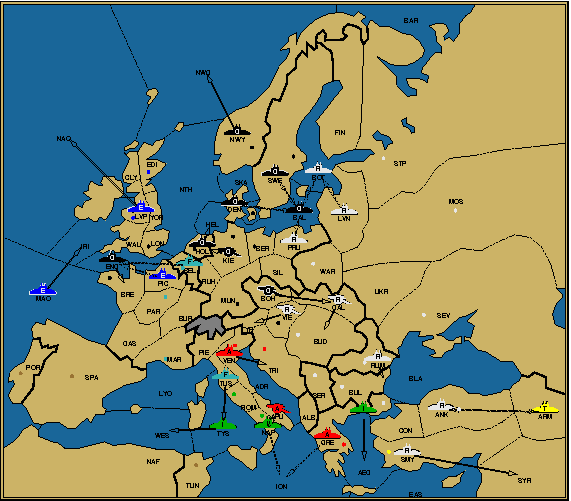 BAR
NWG
NAO
FIN
NWY
STP
EDI
CLY
SWE
BOT
NTH
SKA
MOS
LVP
YOR
DEN
BAL
LVN
HEL
WAL
LON
HOL
BER
PRU
IRI
ENG
BEL
KIE
SIL
WAR
PIC
RUH
MAO
BRE
MUN
BOH
GAL
UKR
PAR
BUR
VIE
SEV
GAS
BUD
PIE
VEN
RUM
MAR
TRI
BLA
POR
SPA
TUS
ADR
SER
BUL
LYO
ROM
APU
ALB
ANK
ARM
WES
TYS
NAP
GRE
CON
NAF
AEG
SMY
SYR
TUN
ION
EAS